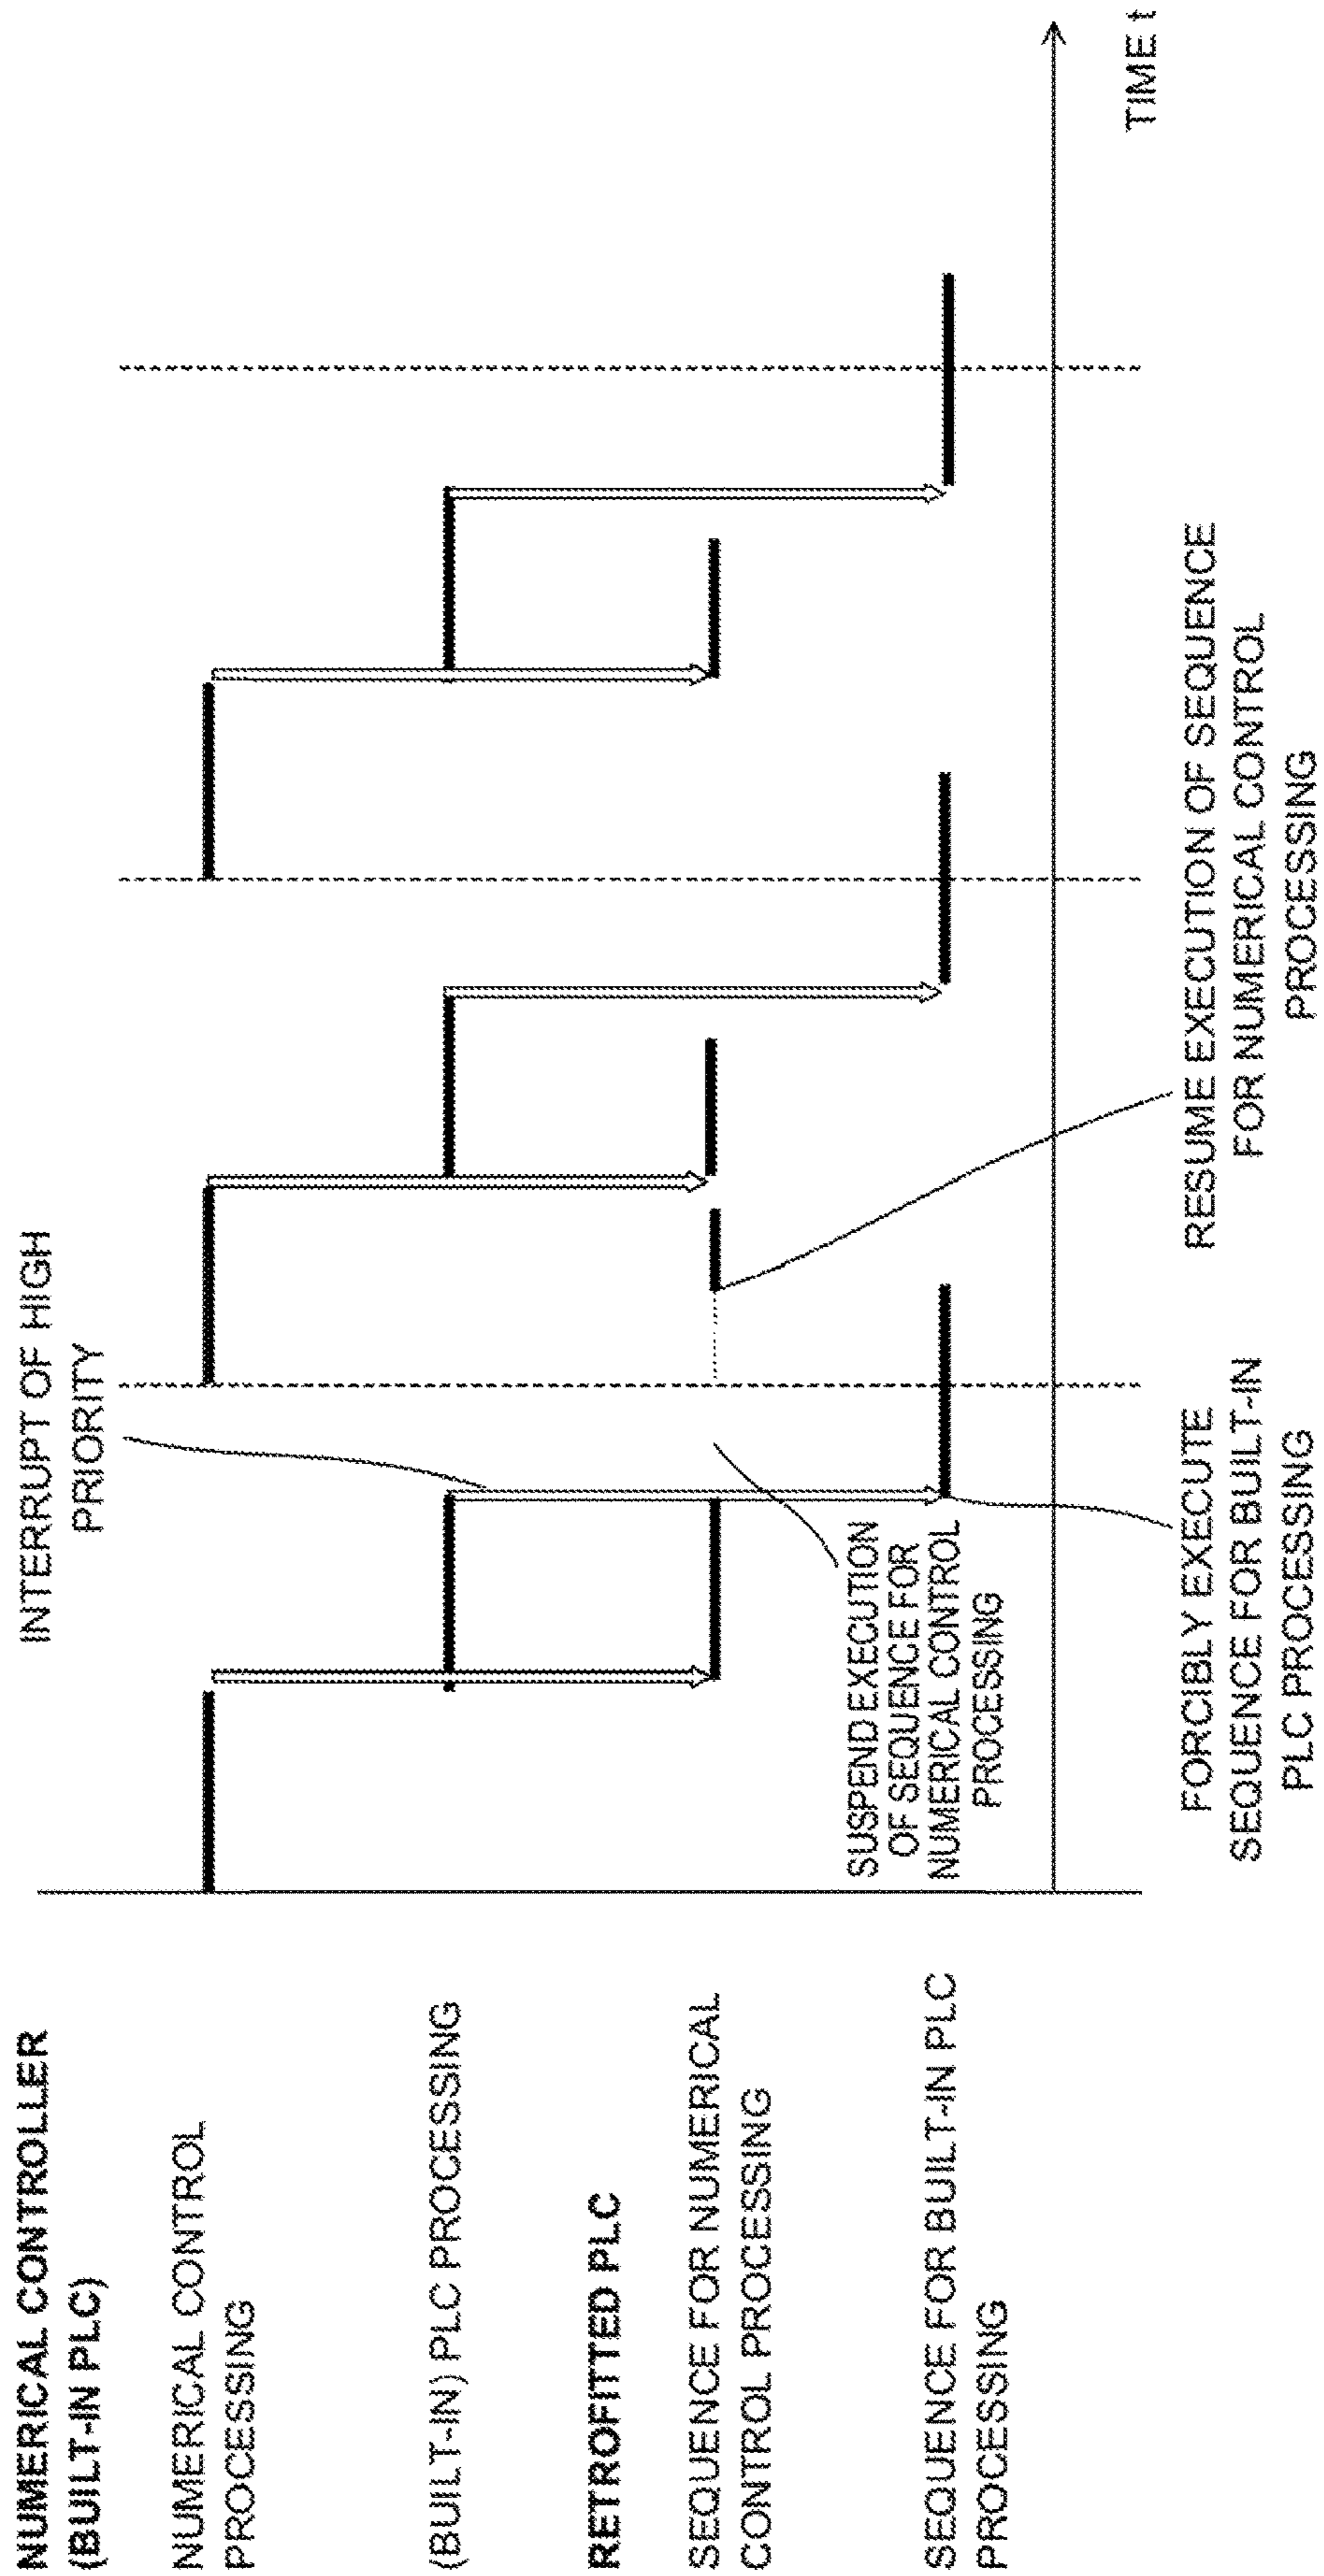 NUMERICAL CONTROLLER
(BUILT-IN PLC)
NUMERICAL CONTROL
PROCESSING
(BUILT-IN) PLC PROCESSING
RETROFITTED PLC
SEQUENCE FOR NUMERICAL
CONTROL PROCESSING
SEQUENCE FOR BUILT-IN PLC
PROCESSING
INTERRUPT OF HIGH
PRIORITY
SUSPEND EXECUTION
OF SEQUENCE FOR
NUMERICAL CONTROL
PROCESSING
FORCIBLY EXECUTE
SEQUENCE FOR BUILT-IN
PLC PROCESSING
RESUME EXECUTION OF SEQUENCE
FOR NUMERICAL CONTROL
PROCESSING
TIME t